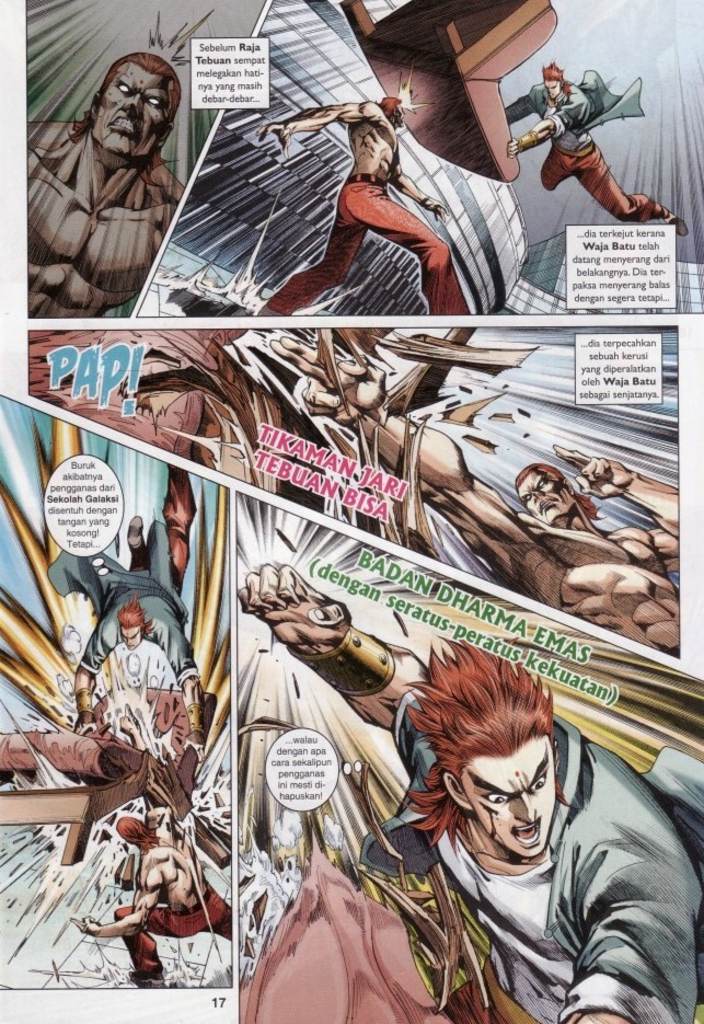 Sebelum Raja
Tebuan sempat
melegakan hati-
nya yang masih
debar-debar...
...dia terkejut kerana
Waja Batu telah
datang menyerang dari
belakangnya. Dia ter-
paksa menyerang balas
dengan segera tetapi...
PAP!
...dia terpecahkan
sebuah kerusi
yang diperalatkan
oleh Waja Batu
sebagai senjatanya.
TIKAMAN JARI
TEBUAN BISA
Buruk
akibatnya
pengganas dari
Sekolah Galaksi
disentuh dengan
tangan yang
kosong!
Tetapi...
BADAN DHARMA EMAS
(dengan seratus-peratus kekuatan)
...walau
dengan apa
cara sekalipun
pengganas
ini mesti di-
hapuskan!
17